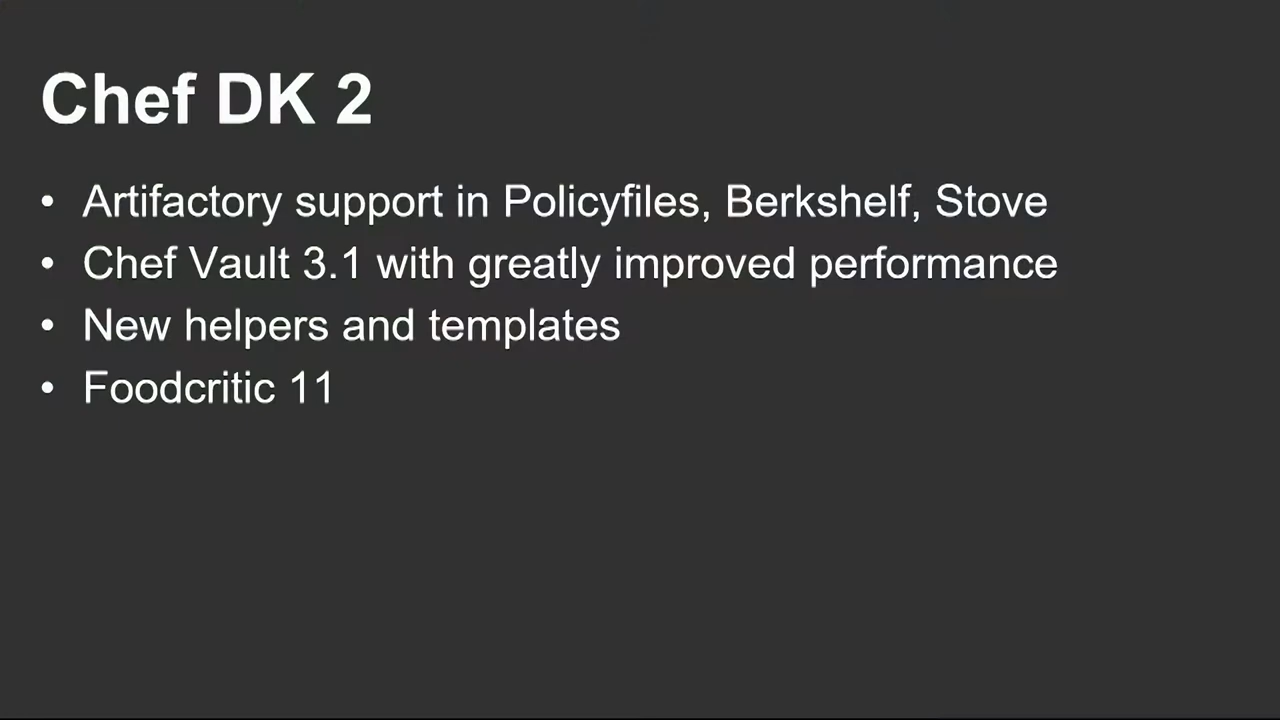 Chef DK 2
• Artifactory support in Policyfiles, Berkshelf, Stove
• Chef Vault 3.1 with greatly improved performance
• New helpers and templates
• Foodcritic 11